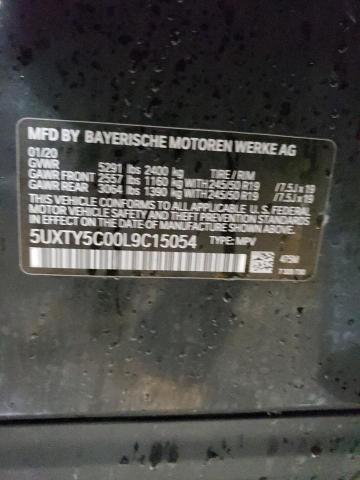 MFD BY BAYERISCHE MOTOREN WERKE AG
01/20
GVWR 5291 lbs 2400 kg TIRE / RIM
GAWR FRONT 2557 lbs 1160 kg WITH 245/50 R19 /7.5J x 19
GAWR REAR 3064 lbs 1390 kg WITH 245/50 R19 /7.5J x 19
THIS VEHICLE CONFORMS TO ALL APPLICABLE U.S. FEDERAL
MOTOR VEHICLE SAFETY AND THEFT PREVENTION STANDARDS
IN EFFECT ON THE DATE OF MANUFACTURE SHOWN ABOVE.
5UXTY5C00L9C15054 TYPE: MPV
475M